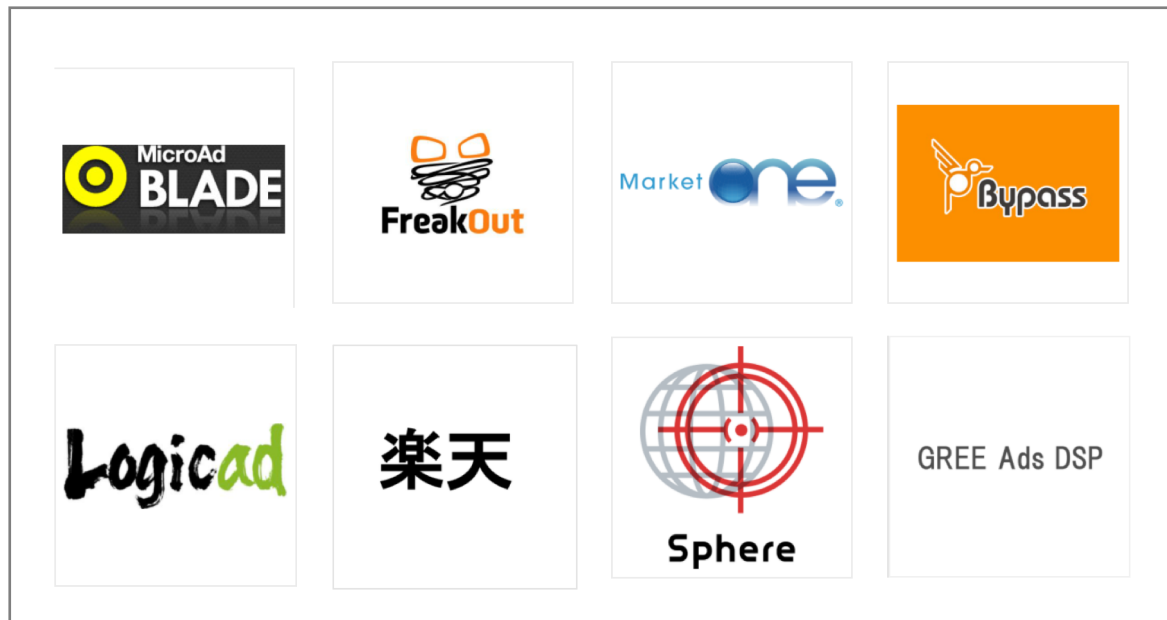 MicroAd
BLADE
FreakOut
Market one®
Bypass
Logicad
楽天
Sphere
GREE Ads DSP